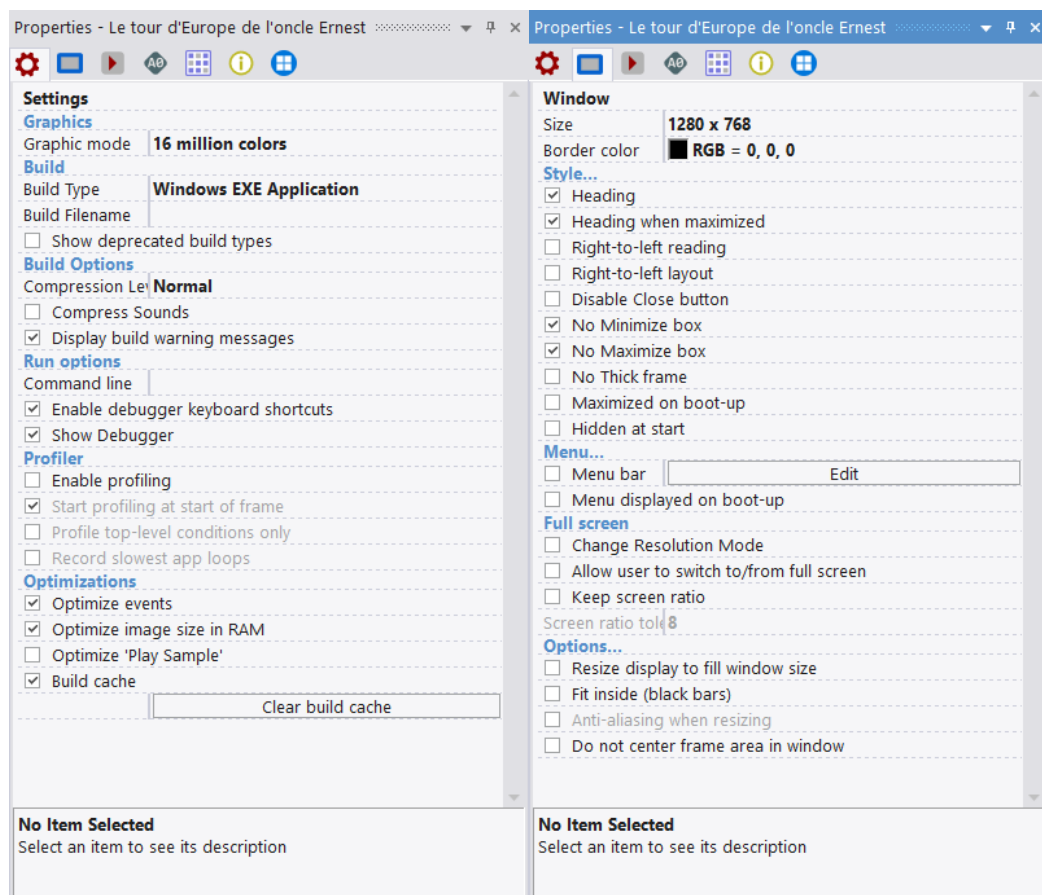 Properties - Le tour d'Europe de l'oncle Ernest
Settings
Graphics
Graphic mode 16 million colors
Build
Build Type Windows EXE Application
Build Filename
Show deprecated build types
Build Options
Compression Le Normal
Compress Sounds
Display build warning messages
Run options
Command line
Enable debugger keyboard shortcuts
Show Debugger
Profiler
Enable profiling
Start profiling at start of frame
Profile top-level conditions only
Record slowest app loops
Optimizations
Optimize events
Optimize image size in RAM
Optimize 'Play Sample'
Build cache
Clear build cache
No Item Selected
Select an item to see its description
Properties - Le tour d'Europe de l'oncle Ernest
Window
Size 1280 x 768
Border color RGB = 0, 0, 0
Style...
Heading
Heading when maximized
Right-to-left reading
Right-to-left layout
Disable Close button
No Minimize box
No Maximize box
No Thick frame
Maximized on boot-up
Hidden at start
Menu...
Menu bar Edit
Menu displayed on boot-up
Full screen
Change Resolution Mode
Allow user to switch to/from full screen
Keep screen ratio
Screen ratio tole 8
Options...
Resize display to fill window size
Fit inside (black bars)
Anti-aliasing when resizing
Do not center frame area in window
No Item Selected
Select an item to see its description